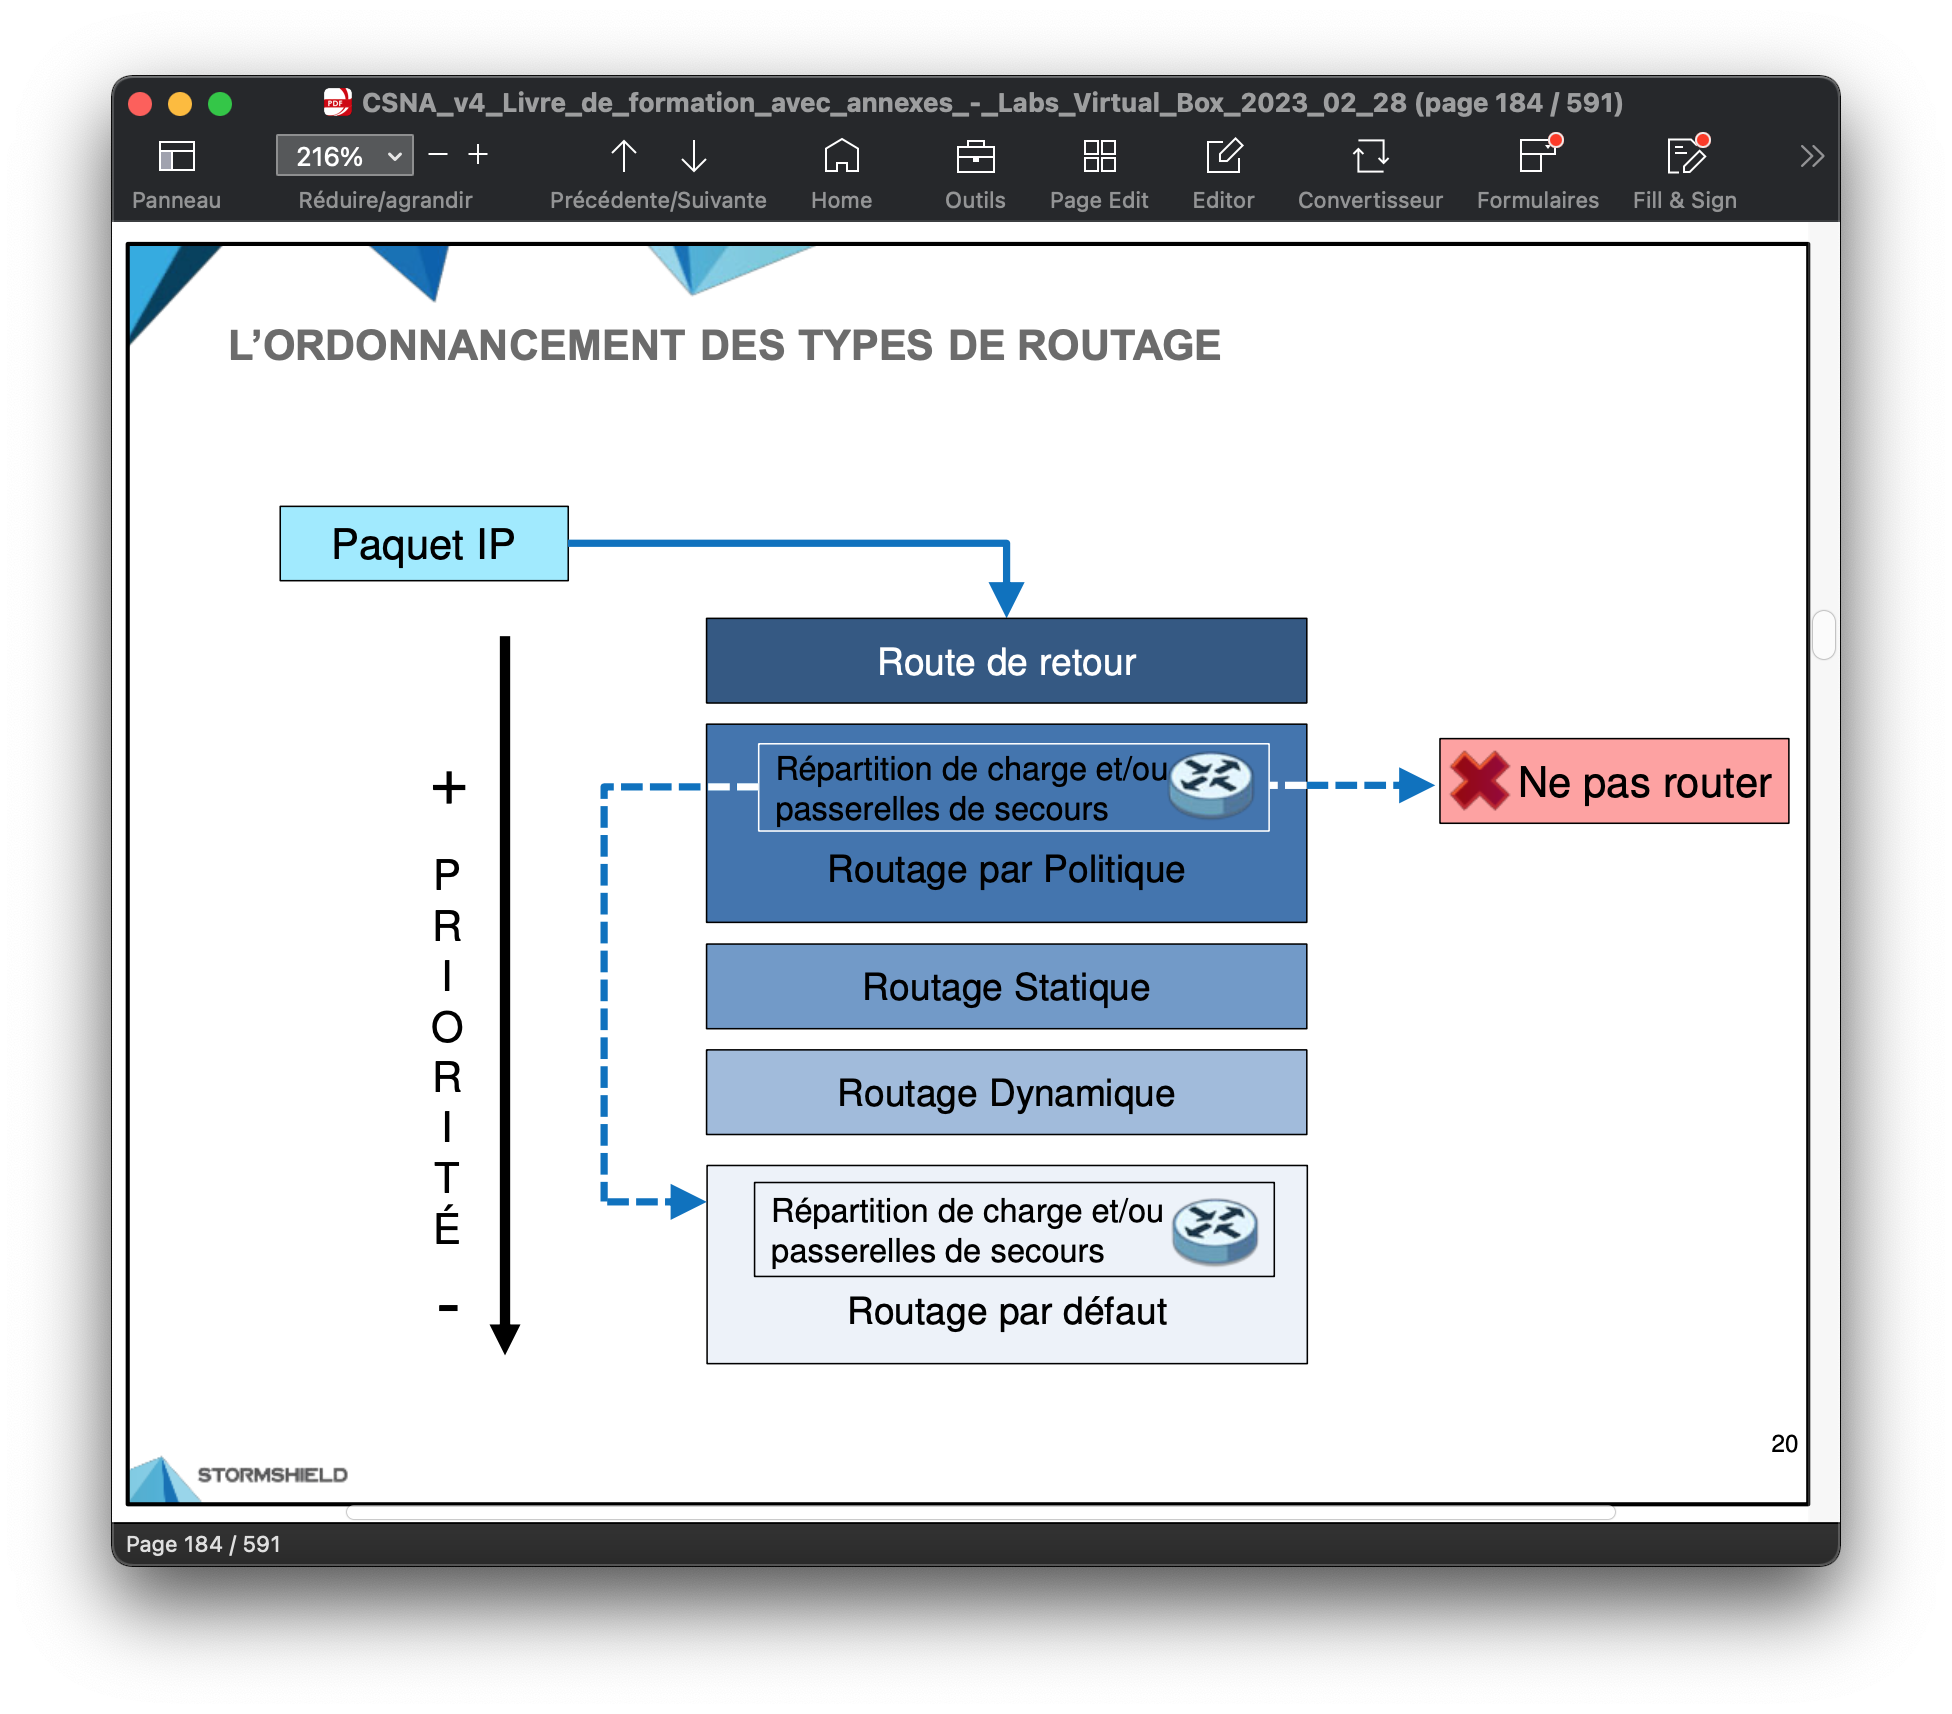 CSNA_v4_Livre_de_formation_avec_annexes_-_Labs_Virtual_Box_2023_02_28 (page 184 / 591)
216%
Panneau
Réduire/agrandir
Précédente/Suivante
Home
Outils
Page Edit
Editor
Convertisseur
Formulaires
Fill & Sign
L’ORDONNANCEMENT DES TYPES DE ROUTAGE
Paquet IP
Route de retour
Répartition de charge et/ou
passerelles de secours
Routage par Politique
Ne pas router
Routage Statique
Routage Dynamique
Répartition de charge et/ou
passerelles de secours
Routage par défaut
+
P
R
I
O
R
I
T
É
-
20
STORMSHIELD
Page 184 / 591